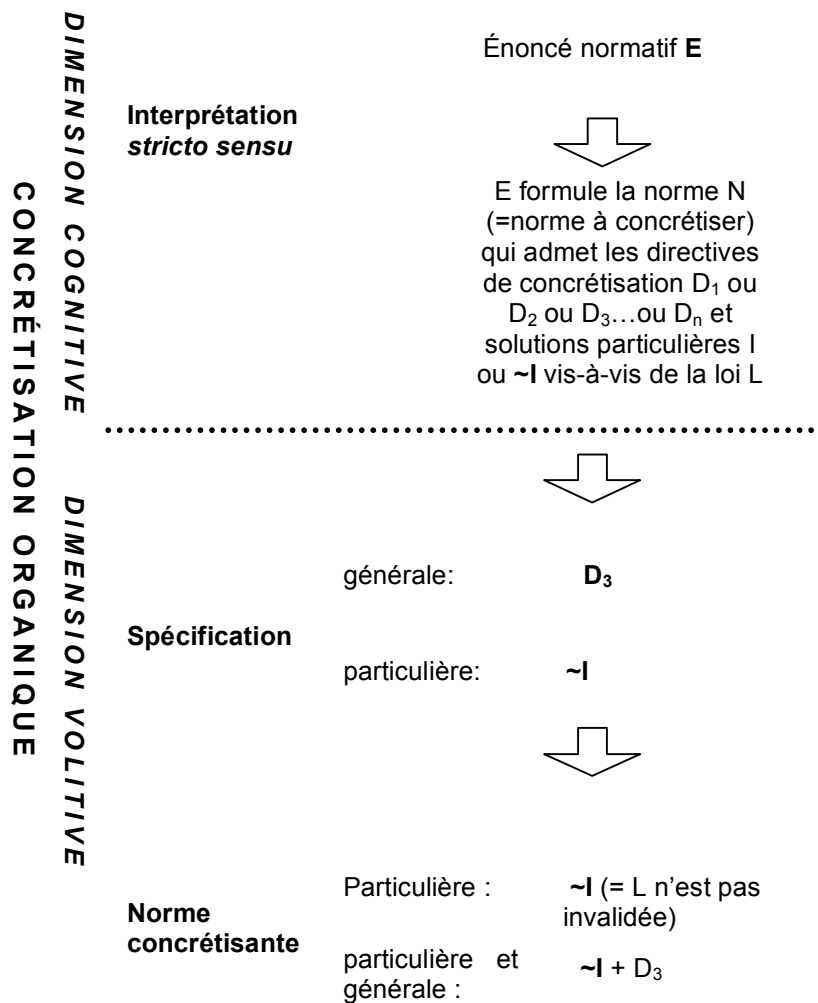 CONCRÉTISATION ORGANIQUE
DIMENSION COGNITIVE
Énoncé normatif E
Interprétation
stricto sensu
E formule la norme N
(=norme à concrétiser)
qui admet les directives
de concrétisation D₁ ou
D₂ ou D₃…ou Dₙ et
solutions particulières I
ou ~I vis-à-vis de la loi L
DIMENSION VOLITIVE
Spécification
générale: D₃
particulière: ~I
Norme
concrétisante
Particulière : ~I (= L n’est pas
invalidée)
particulière et
générale : ~I + D₃